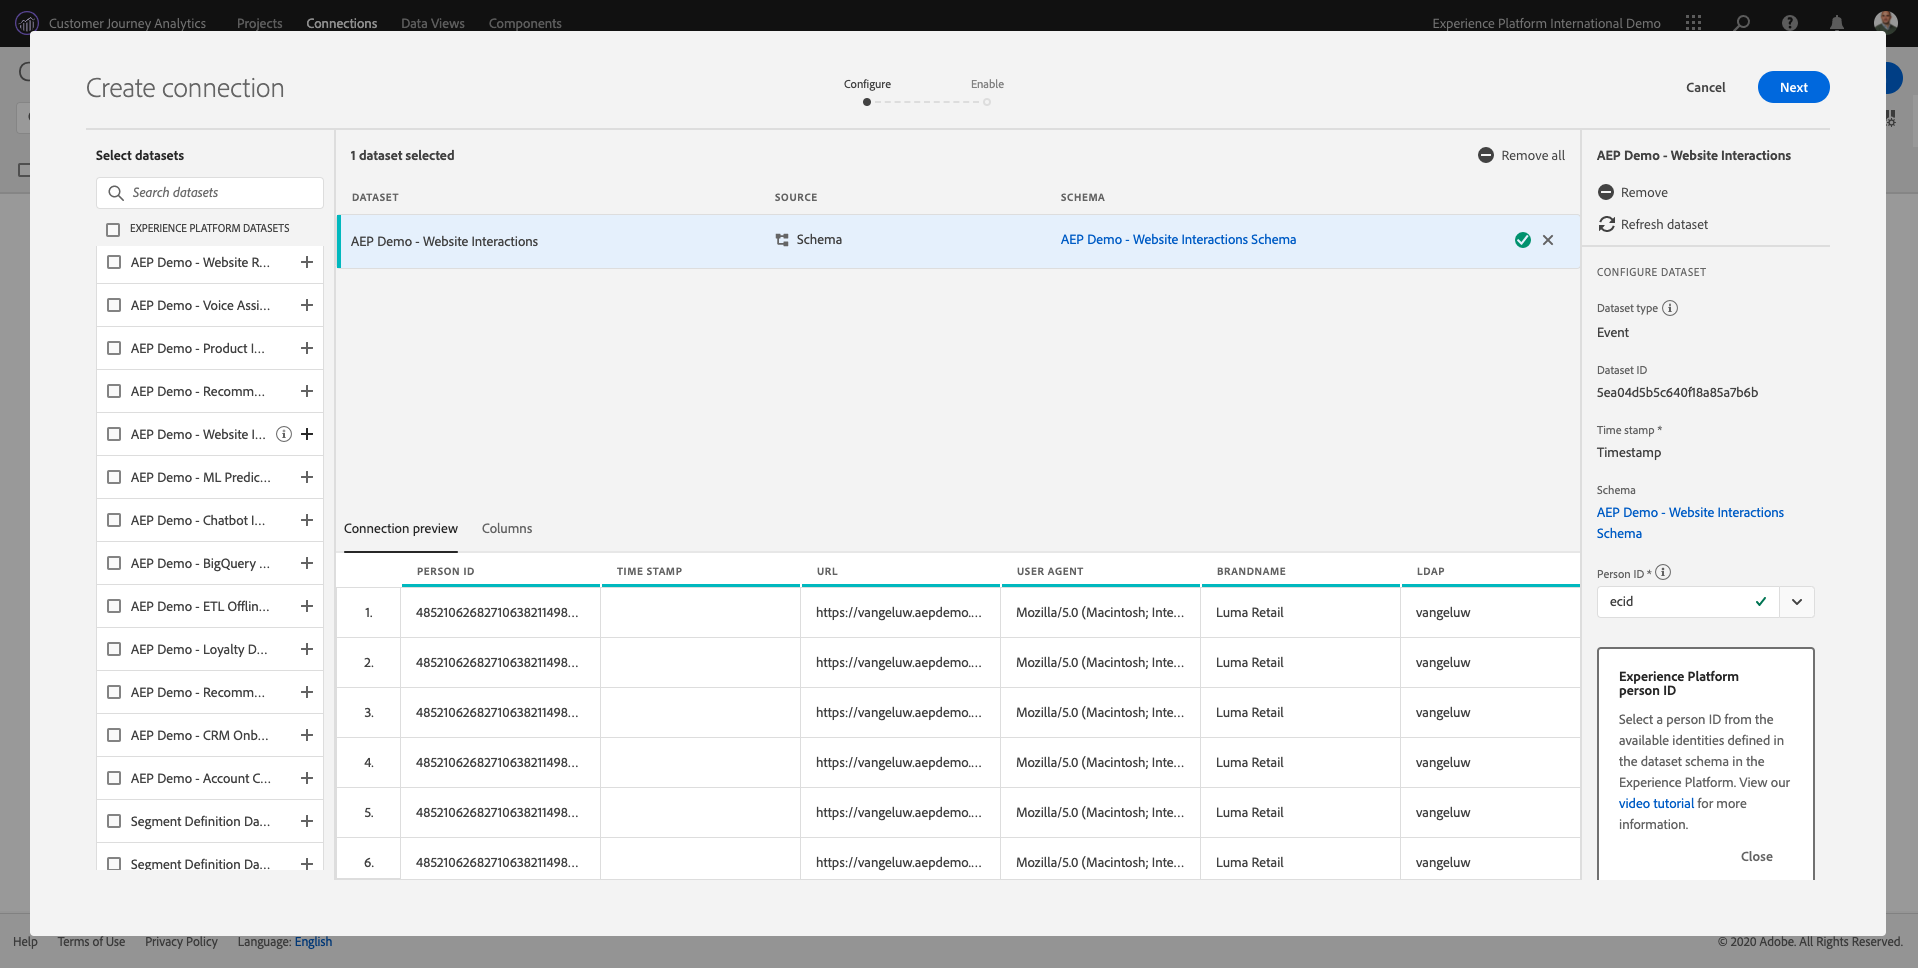 Customer Journey Analytics
Projects
Connections
Data Views
Components
Experience Platform International Demo
Create connection
Configure
Enable
Cancel
Next
Select datasets
Search datasets
EXPERIENCE PLATFORM DATASETS
AEP Demo - Website R...
AEP Demo - Voice Assi...
AEP Demo - Product I...
AEP Demo - Recomm...
AEP Demo - Website I...
AEP Demo - ML Predic...
AEP Demo - Chatbot I...
AEP Demo - BigQuery ...
AEP Demo - ETL Offlin...
AEP Demo - Loyalty D...
AEP Demo - Recomm...
AEP Demo - CRM Onb...
AEP Demo - Account C...
Segment Definition Da...
Segment Definition Da...
1 dataset selected
Remove all
DATASET SOURCE SCHEMA
AEP Demo - Website Interactions Schema AEP Demo - Website Interactions Schema
Connection preview Columns
PERSON ID TIME STAMP URL USER AGENT BRANDNAME LDAP
1. 48521062682710638211498... https://vangeluw.aepdemo.... Mozilla/5.0 (Macintosh; Inte... Luma Retail vangeluw
2. 48521062682710638211498... https://vangeluw.aepdemo.... Mozilla/5.0 (Macintosh; Inte... Luma Retail vangeluw
3. 48521062682710638211498... https://vangeluw.aepdemo.... Mozilla/5.0 (Macintosh; Inte... Luma Retail vangeluw
4. 48521062682710638211498... https://vangeluw.aepdemo.... Mozilla/5.0 (Macintosh; Inte... Luma Retail vangeluw
5. 48521062682710638211498... https://vangeluw.aepdemo.... Mozilla/5.0 (Macintosh; Inte... Luma Retail vangeluw
6. 48521062682710638211498... https://vangeluw.aepdemo.... Mozilla/5.0 (Macintosh; Inte... Luma Retail vangeluw
AEP Demo - Website Interactions
Remove
Refresh dataset
CONFIGURE DATASET
Dataset type
Event
Dataset ID
5ea04d5b5c640f18a85a7b6b
Time stamp *
Timestamp
Schema
AEP Demo - Website Interactions
Schema
Person ID *
ecid
Experience Platform
person ID
Select a person ID from the
available identities defined in
the dataset schema in the
Experience Platform. View our
video tutorial for more
information.
Close
Help
Terms of Use
Privacy Policy
Language: English
© 2020 Adobe. All Rights Reserved.